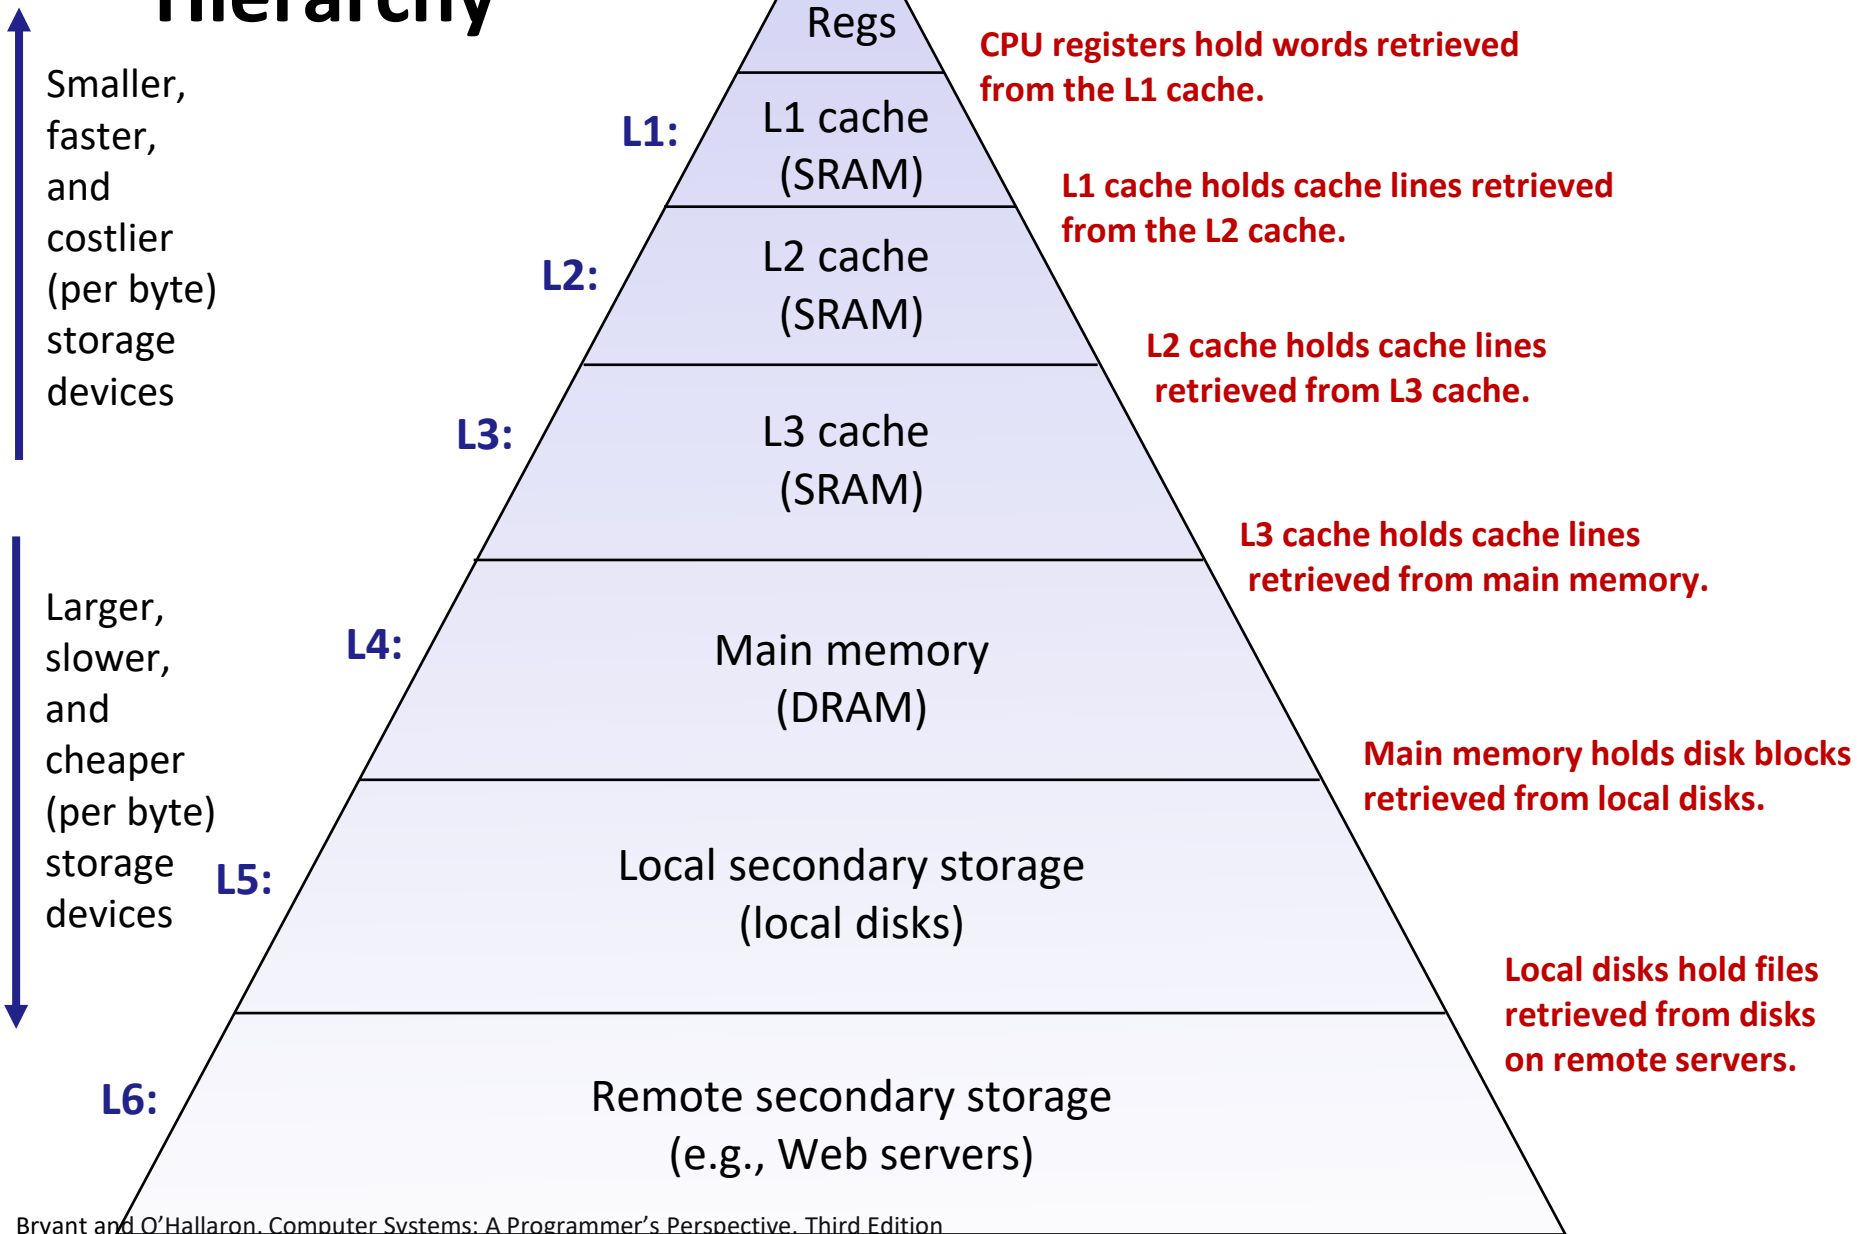 Hierarchy
Regs
CPU registers hold words retrieved
from the L1 cache.
Smaller,
faster,
and
costlier
(per byte)
storage
devices
L1:
L1 cache
(SRAM)
L1 cache holds cache lines retrieved
from the L2 cache.
L2:
L2 cache
(SRAM)
L2 cache holds cache lines
retrieved from L3 cache.
L3:
L3 cache
(SRAM)
L3 cache holds cache lines
retrieved from main memory.
Larger,
slower,
and
cheaper
(per byte)
storage
devices
L4:
Main memory
(DRAM)
Main memory holds disk blocks
retrieved from local disks.
L5:
Local secondary storage
(local disks)
Local disks hold files
retrieved from disks
on remote servers.
L6:
Remote secondary storage
(e.g., Web servers)
Bryant and O'Hallaron, Computer Systems: A Programmer's Perspective, Third Edition